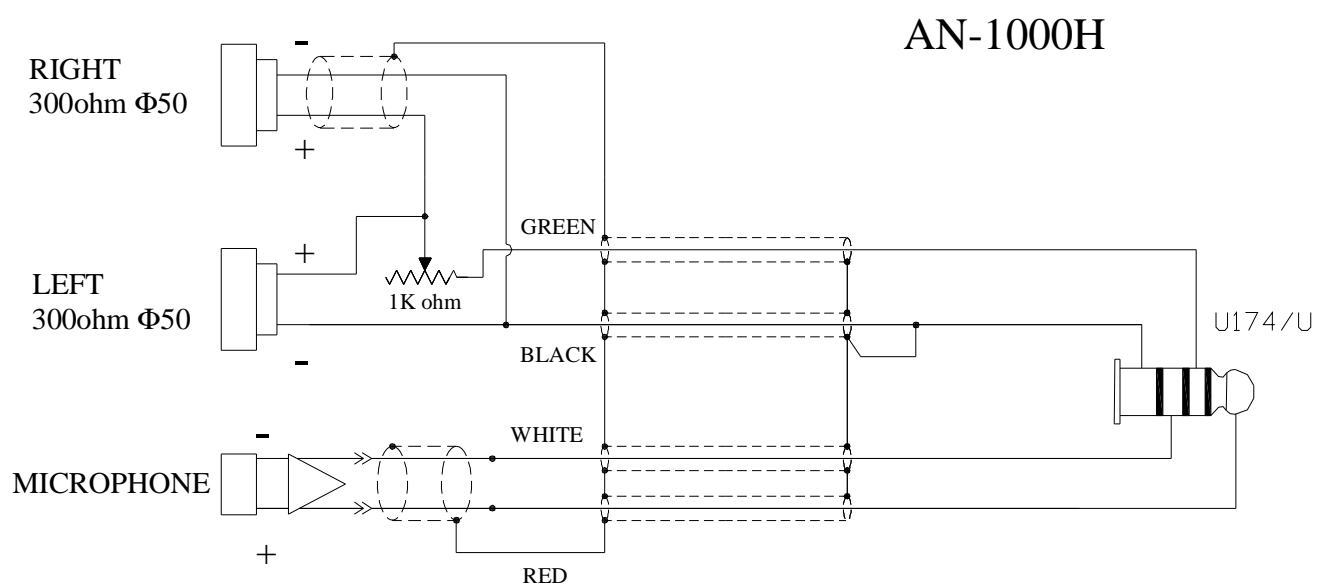 AN-1000H
-
RIGHT
300ohm Φ50
+
GREEN
+
LEFT
1K ohm
300ohm Φ50
U174/U
BLACK
-
WHITE
-
MICROPHONE
+
RED